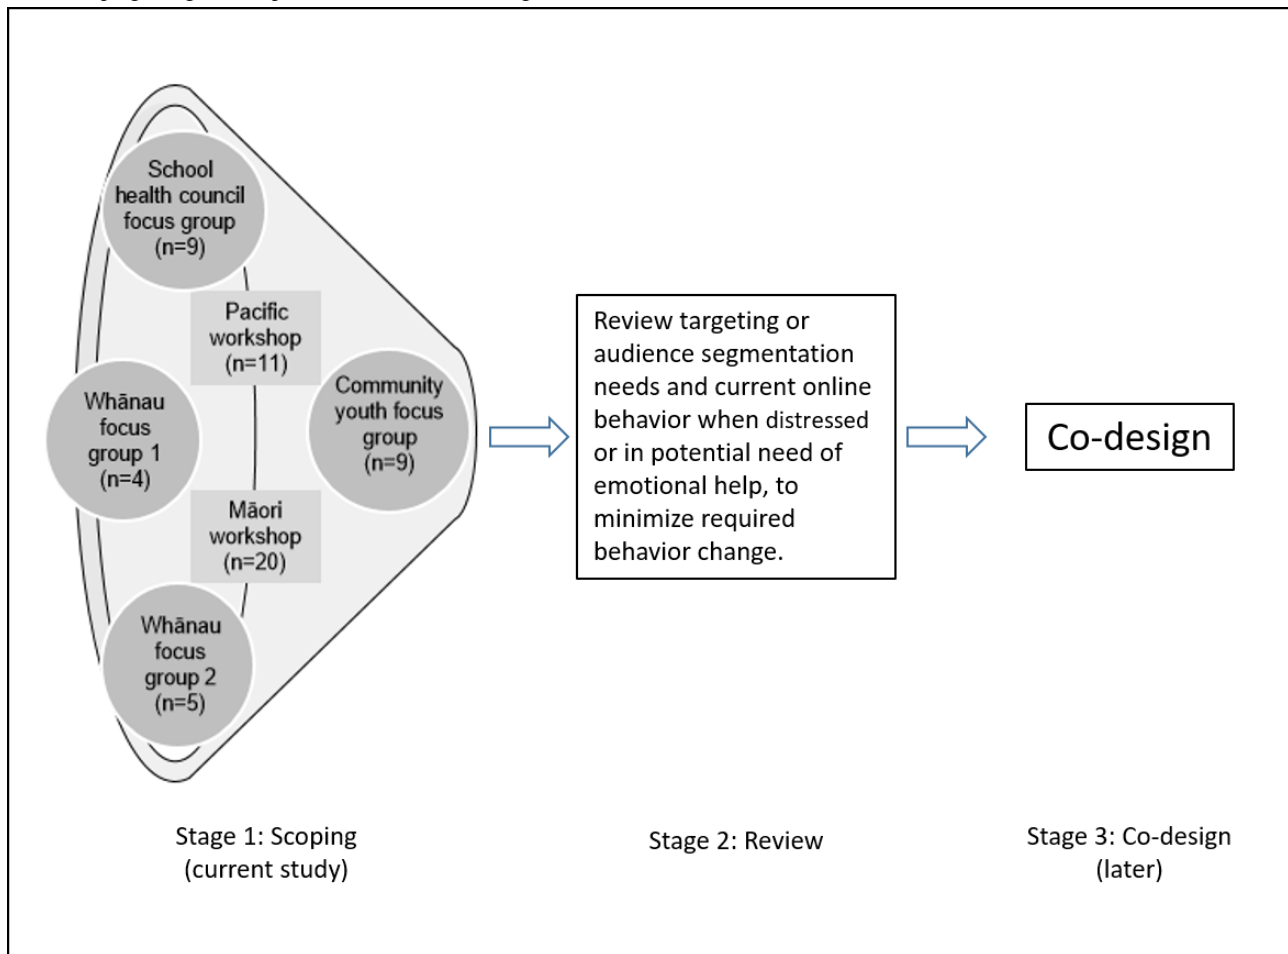 School
health council
focus group
(n=9)
Pacific
workshop
(n=11)
Whānau
focus
group 1
(n=4)
Community
youth focus
group
(n=9)
Māori
workshop
(n=20)
Whānau
focus
group 2
(n=5)
Review targeting or
audience segmentation
needs and current online
behavior when distressed
or in potential need of
emotional help, to
minimize required
behavior change.
Co-design
Stage 1: Scoping
(current study)
Stage 2: Review
Stage 3: Co-design
(later)